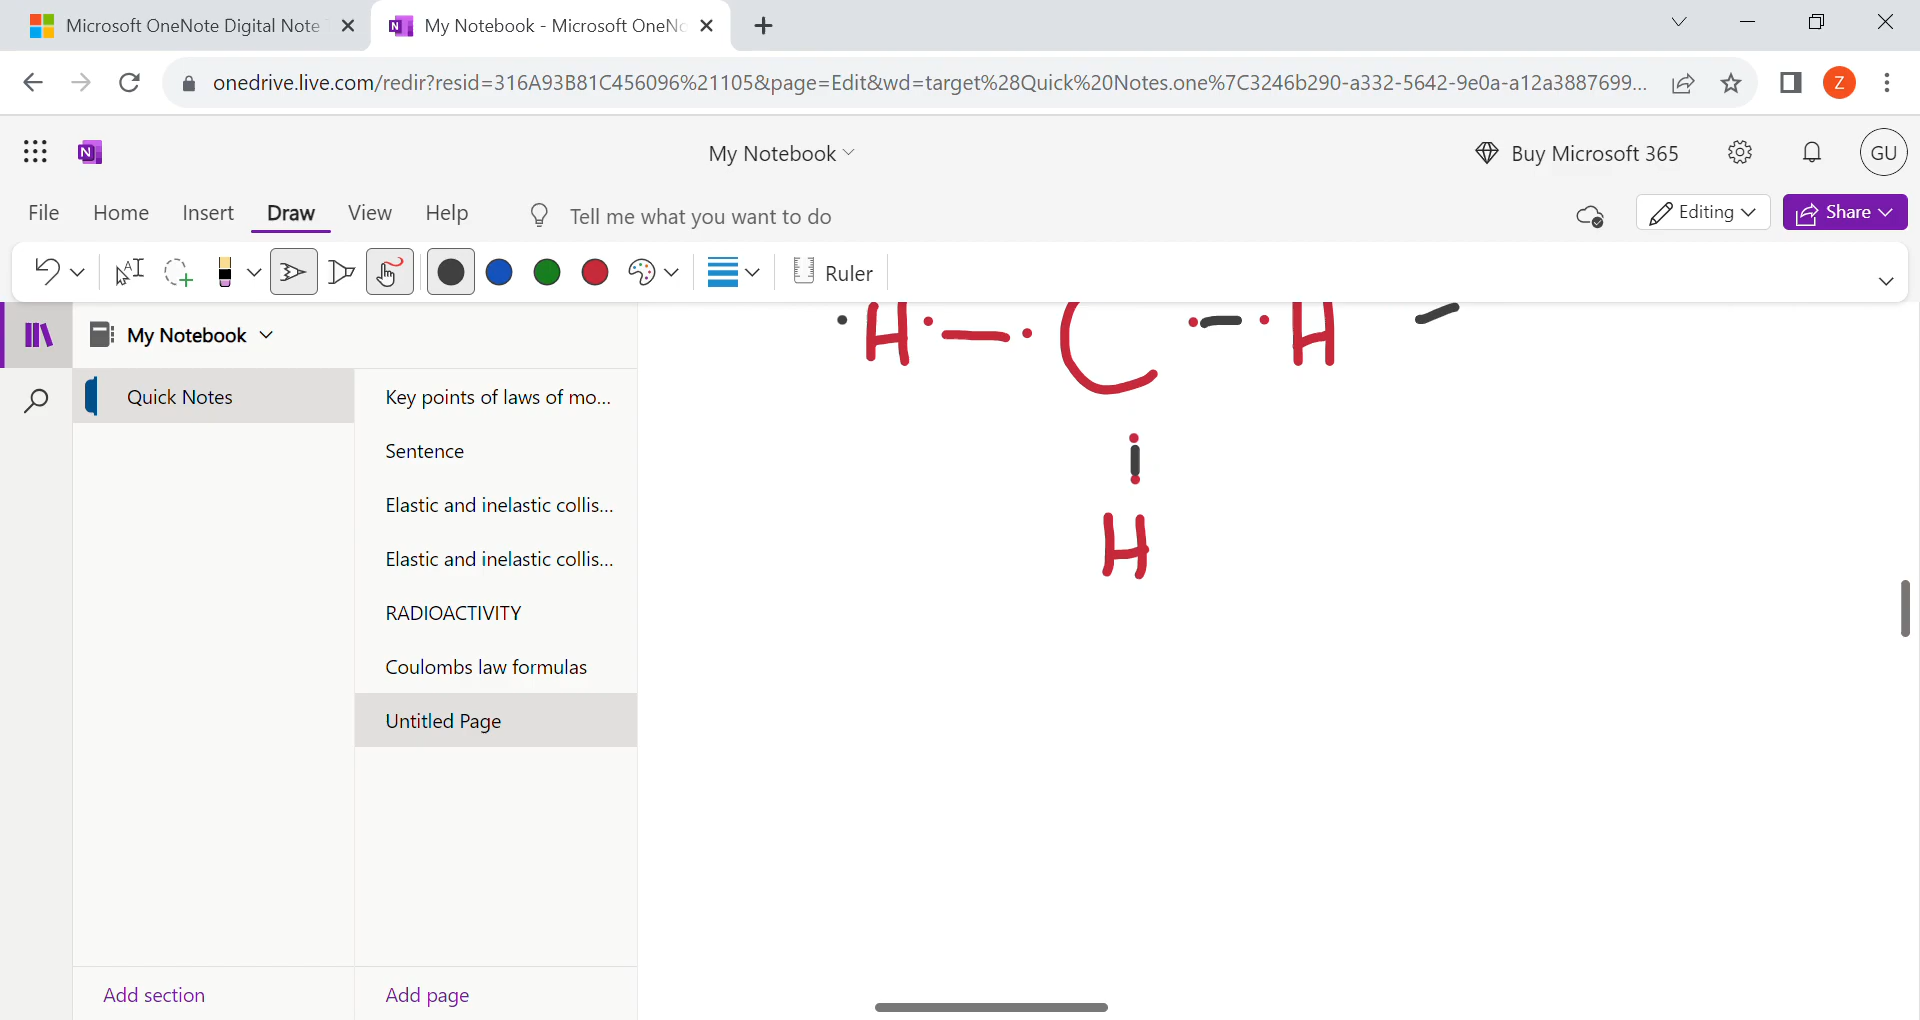 Microsoft OneNote Digital Note
My Notebook - Microsoft OneNo
onedrive.live.com/redir?resid=316A93B81C456096%21105&page=Edit&wd=target%28Quick%20Notes.one%7C3246b290-a332-5642-9e0a-a12a3887699...
Z
N
My Notebook
Buy Microsoft 365
GU
File Home Insert Draw View Help Tell me what you want to do
Editing
Share
Ruler
My Notebook
Quick Notes
Key points of laws of mo...
Sentence
Elastic and inelastic collis...
Elastic and inelastic collis...
RADIOACTIVITY
Coulombs law formulas
Untitled Page
Add section
Add page
H C H
H